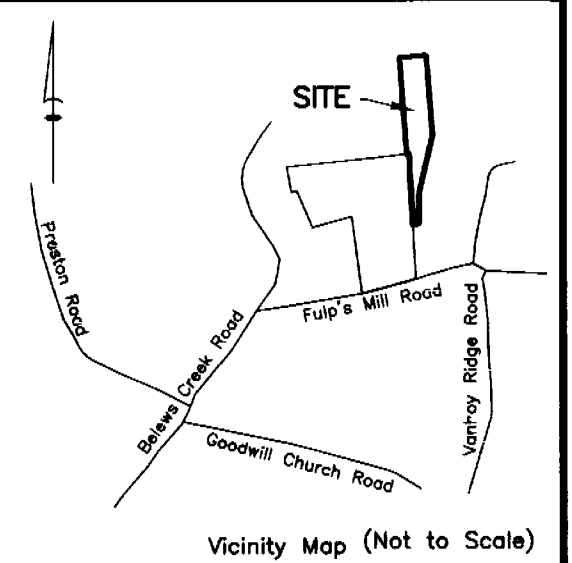 SITE
Preston Road
Belews Creek Road
Fulp's Mill Road
Vantroy Ridge Road
Goodwill Church Road
Vicinity Map (Not to Scale)